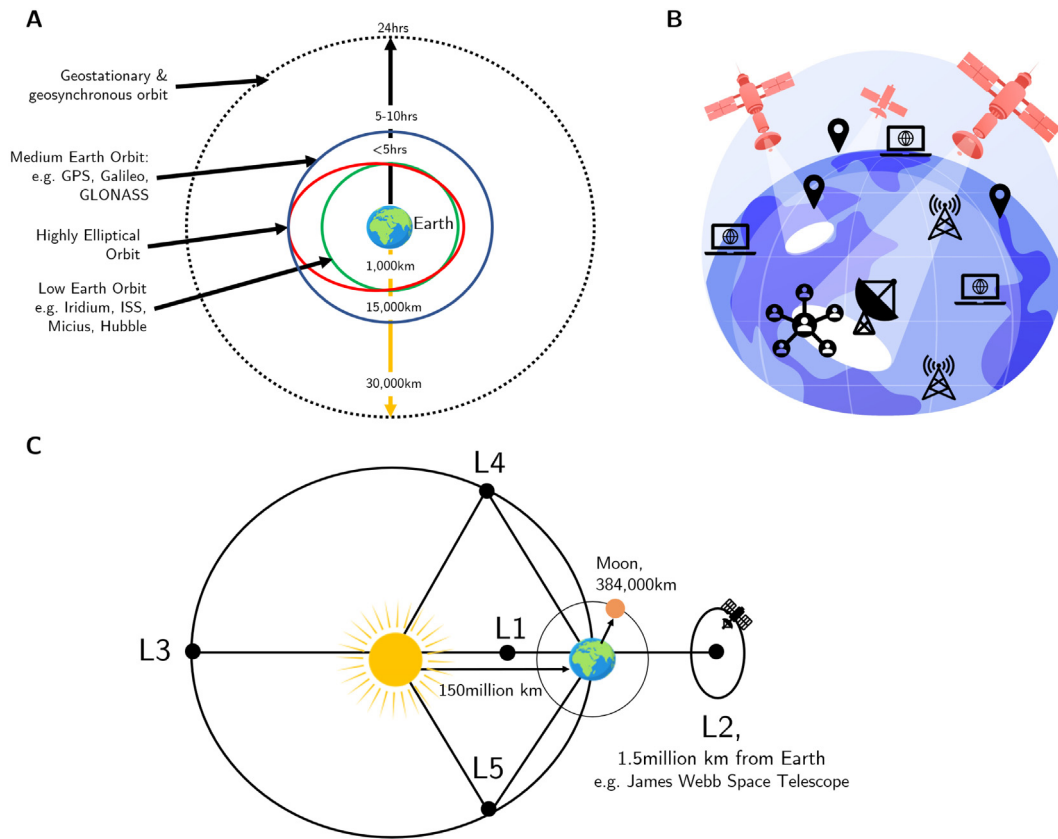 A
24hrs
Geostationary &
geosynchronous orbit
5-10hrs
<5hrs
Medium Earth Orbit:
e.g. GPS, Galileo,
GLONASS
Earth
Highly Elliptical
Orbit
1,000km
Low Earth Orbit
e.g. Iridium, ISS,
Micius, Hubble
15,000km
30,000km
B
C
L4
Moon,
384,000km
L3
L1
150million km
L2,
1.5million km from Earth
e.g. James Webb Space Telescope
L5